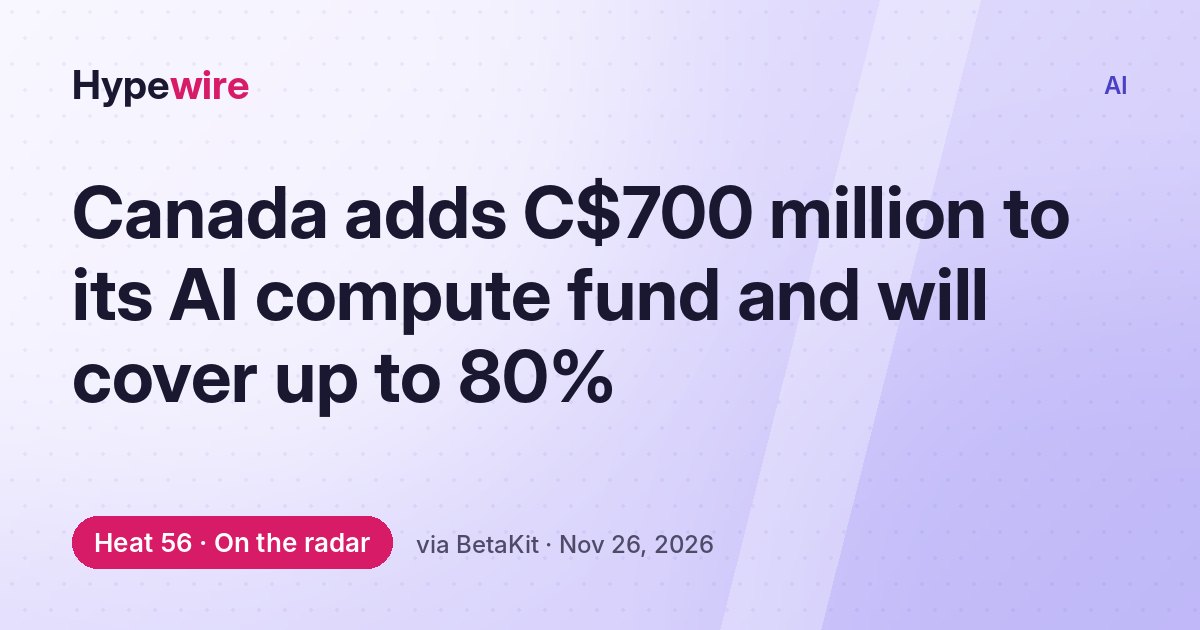 Hypewire
AI
Canada adds C$700 million to
its AI compute fund and will
cover up to 80%
Heat 56 · On the radar
via BetaKit · Nov 26, 2026